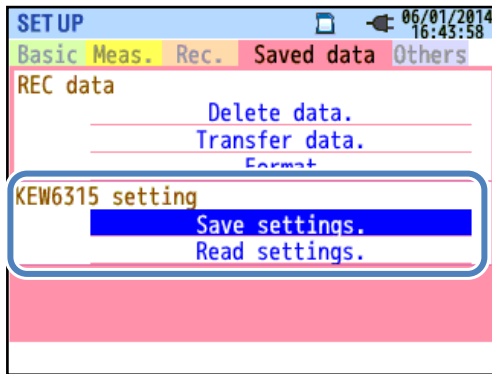 SET UP 06/01/2014
16:43:58
Basic Meas. Rec. Saved data Others
REC data
Delete data.
Transfer data.
Format
KEW6315 setting
Save settings.
Read settings.